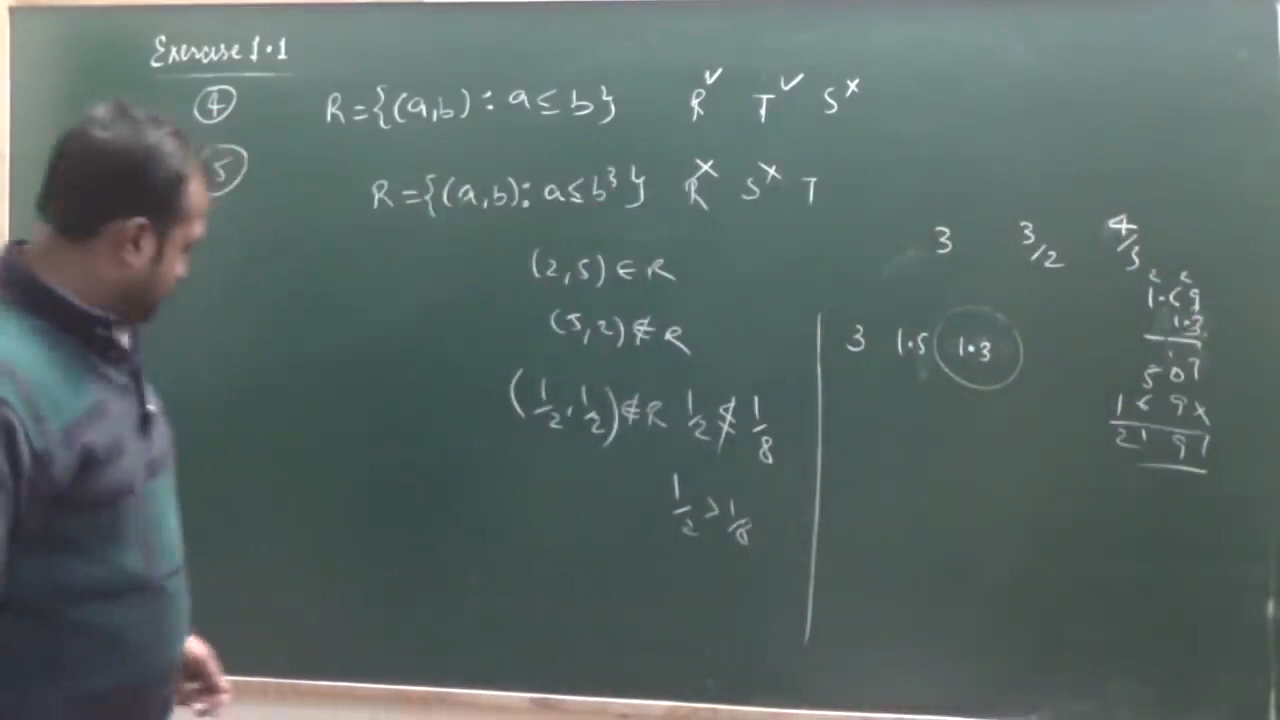 Exercise 1.1
④ R={(a,b) : a≤b} R✓ T✓ S×
⑤ R={(a,b): a≤b³} R× S× T
(2,5)∈R
(5,2)∉R
(1/2, 1/2)∉R 1/2 ≰ 1/8
1/2 > 1/8
3 3/2 4/3
3 1.5 1.3
1.69
1.3
507
169×
2197